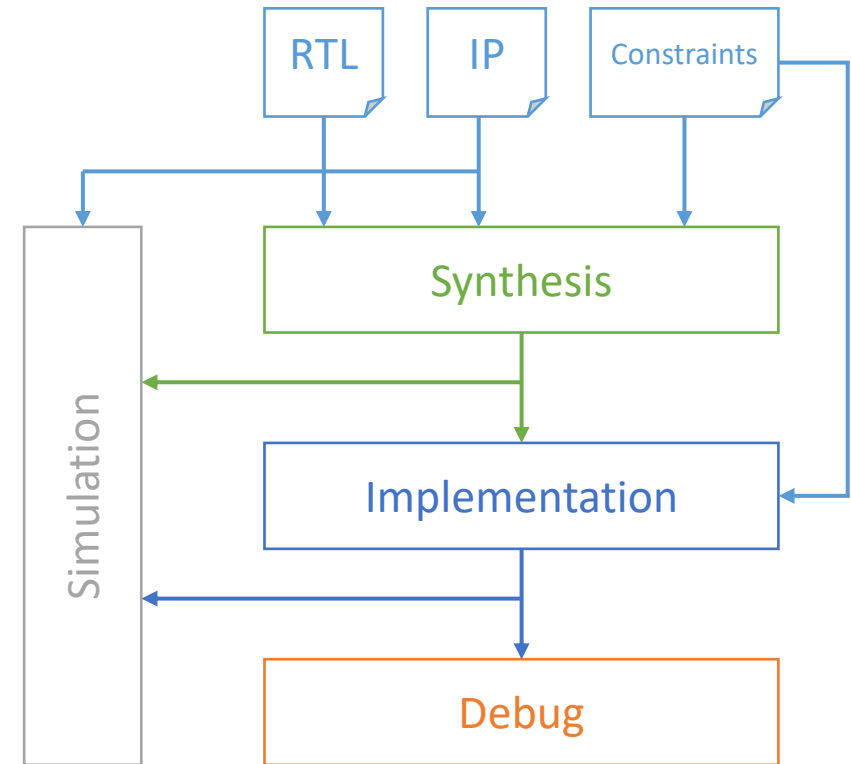 RTL
IP
Constraints
Synthesis
Simulation
Implementation
Debug